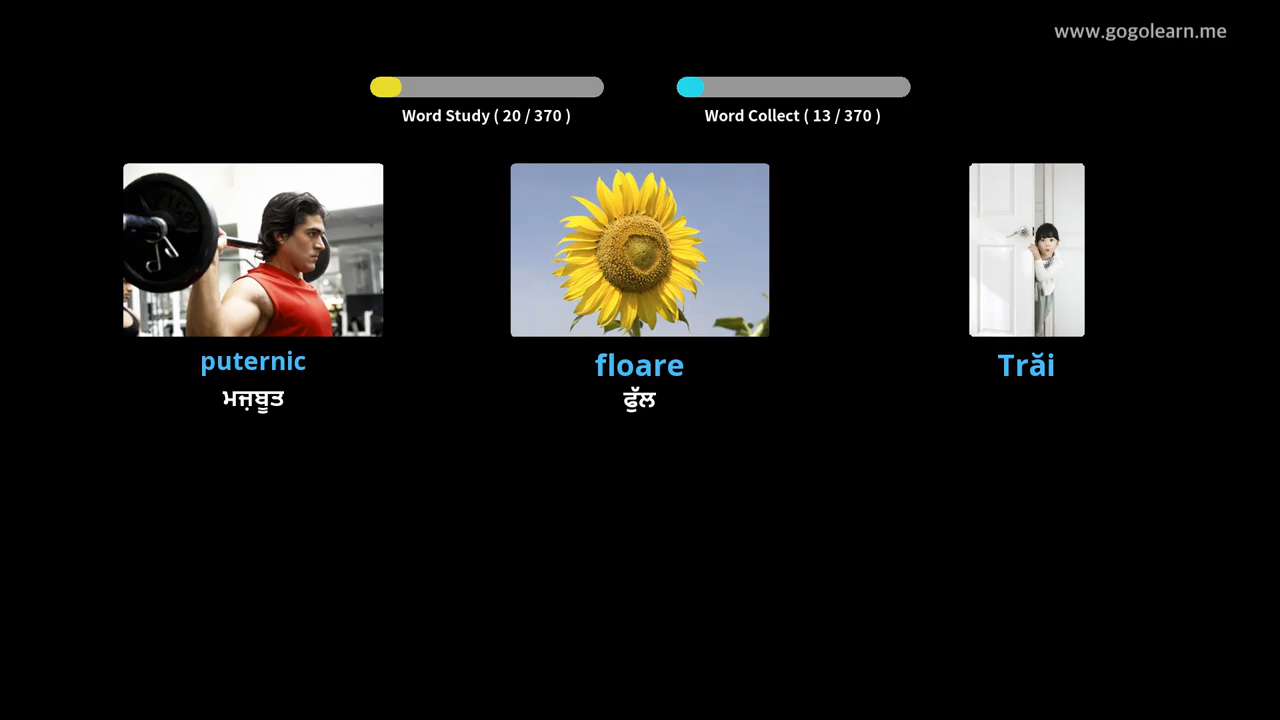 www.gogolearn.me
Word Study ( 20 / 370 )
Word Collect ( 13 / 370 )
puternic
floare
Trăi
ਮਜ਼ਬੂਤ
ਫੁੱਲ